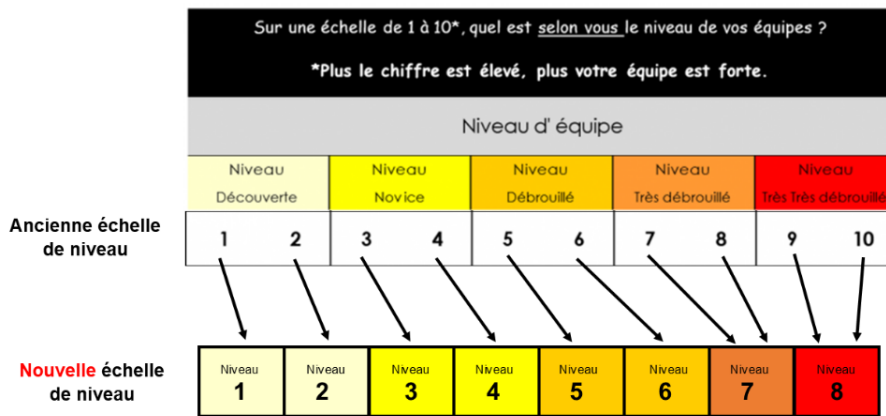 Sur une échelle de 1 à 10*, quel est selon vous le niveau de vos équipes ?
*Plus le chiffre est élevé, plus votre équipe est forte.
Niveau d' équipe
Niveau Niveau Niveau Niveau Niveau
Découverte Novice Débrouillé Très débrouillé Très Très débrouillé
Ancienne échelle
de niveau
1 2 3 4 5 6 7 8 9 10
Nouvelle échelle
de niveau
Niveau Niveau Niveau Niveau Niveau Niveau Niveau Niveau
1 2 3 4 5 6 7 8